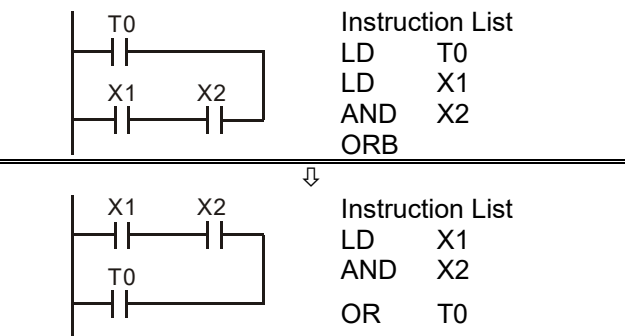 T0
X1 X2
Instruction List
LD T0
LD X1
AND X2
ORB
⇩
X1 X2
T0
Instruction List
LD X1
AND X2
OR T0